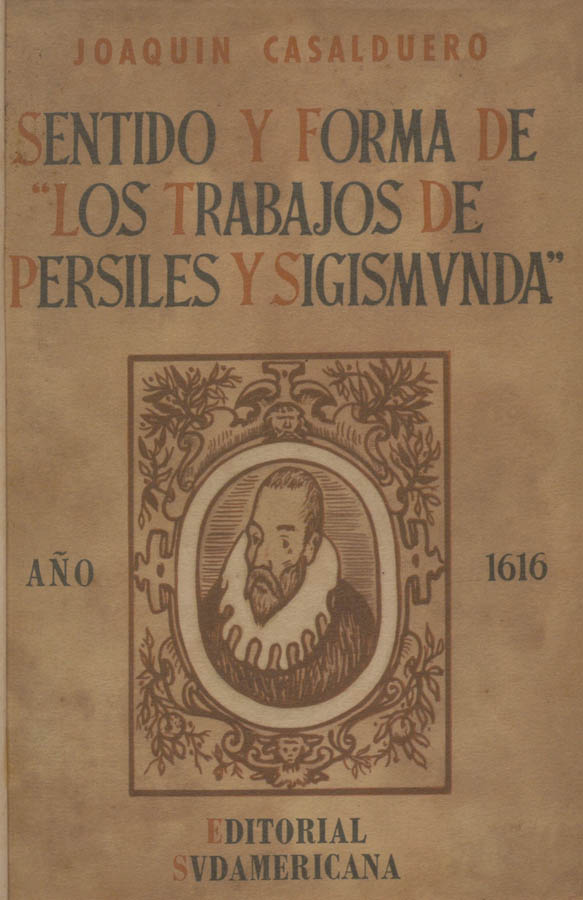 JOAQUIN CASALDUERO
SENTIDO Y FORMA DE
"LOS TRABAJOS DE
PERSILES Y SIGISMVNDA"
AÑO 1616
EDITORIAL
SVDAMERICANA